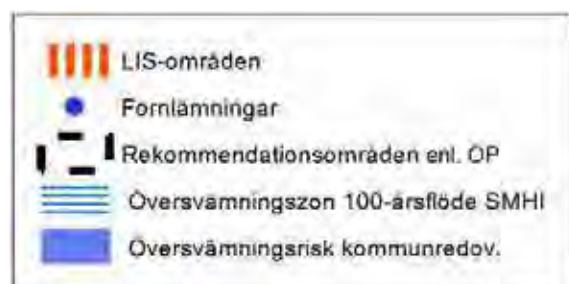 LIS-områden
Fornlämningar
Rekommendationsområden enl. OP
Översvämningszon 100-årsflöde SMHI
Översvämningsrisk kommunredov.